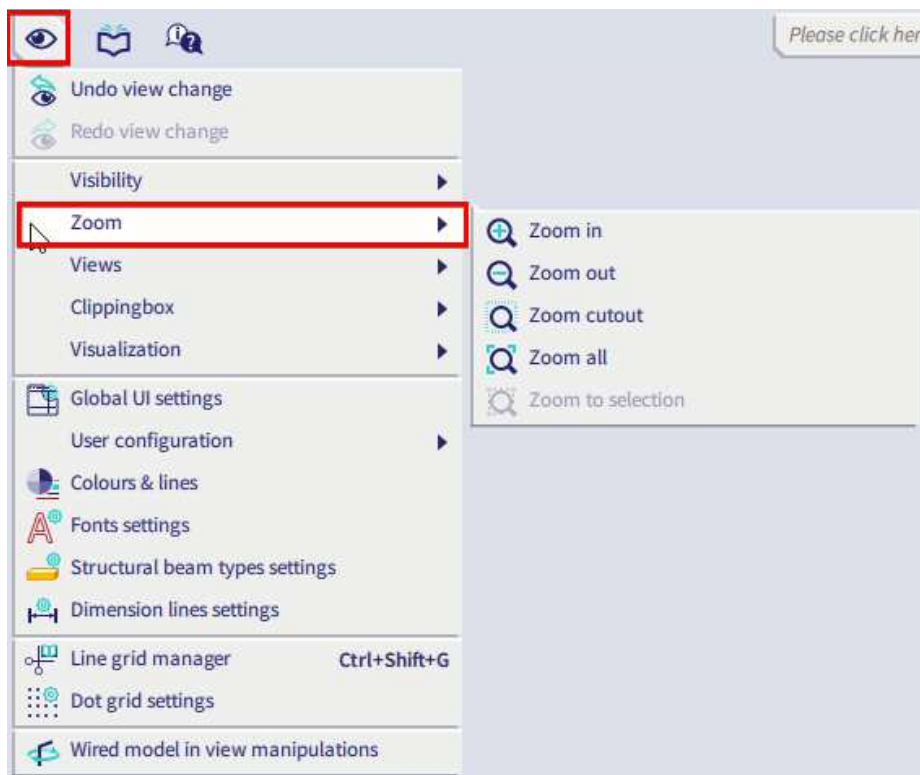 Please click her
Undo view change
Redo view change
Visibility
Zoom
Views
Clippingbox
Visualization
Zoom in
Zoom out
Zoom cutout
Zoom all
Zoom to selection
Global UI settings
User configuration
Colours & lines
Fonts settings
Structural beam types settings
Dimension lines settings
Line grid manager Ctrl+Shift+G
Dot grid settings
Wired model in view manipulations